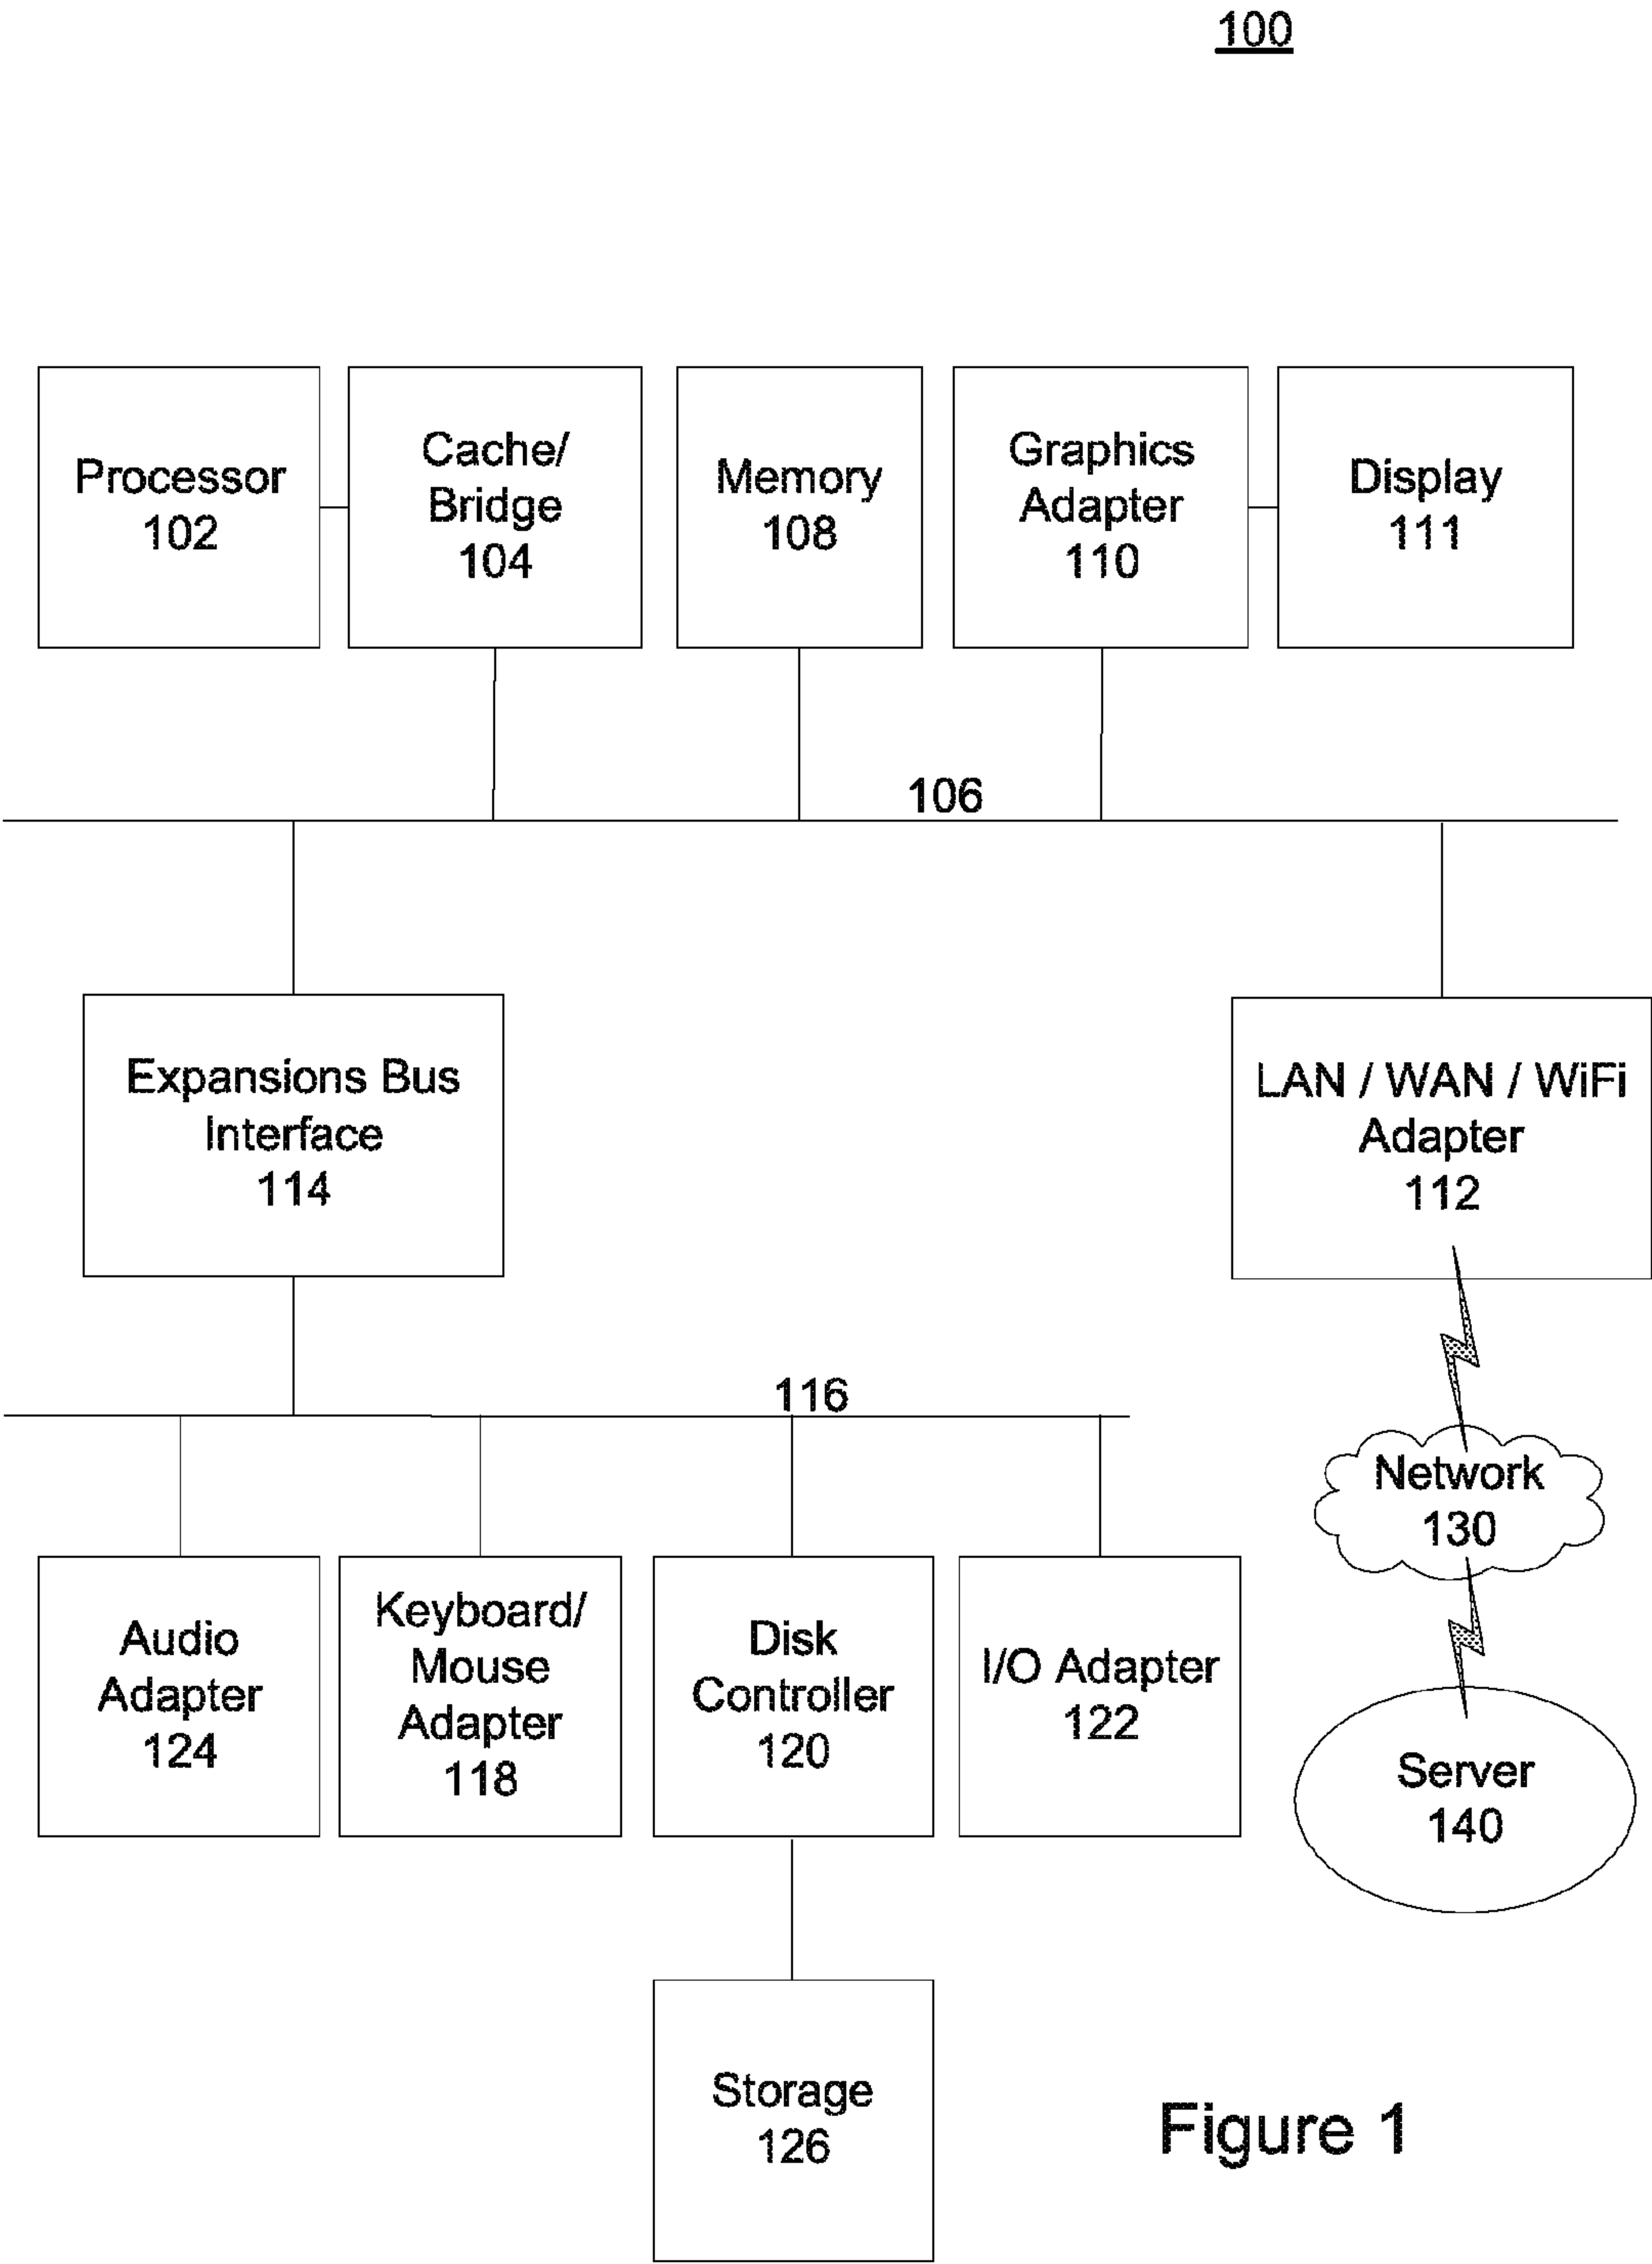 100
Processor
102
Cache/
Bridge
104
Memory
108
Graphics
Adapter
110
Display
111
106
Expansions Bus
Interface
114
LAN / WAN / WiFi
Adapter
112
116
Network
130
Audio
Adapter
124
Keyboard/
Mouse
Adapter
118
Disk
Controller
120
I/O Adapter
122
Server
140
Storage
126
Figure 1